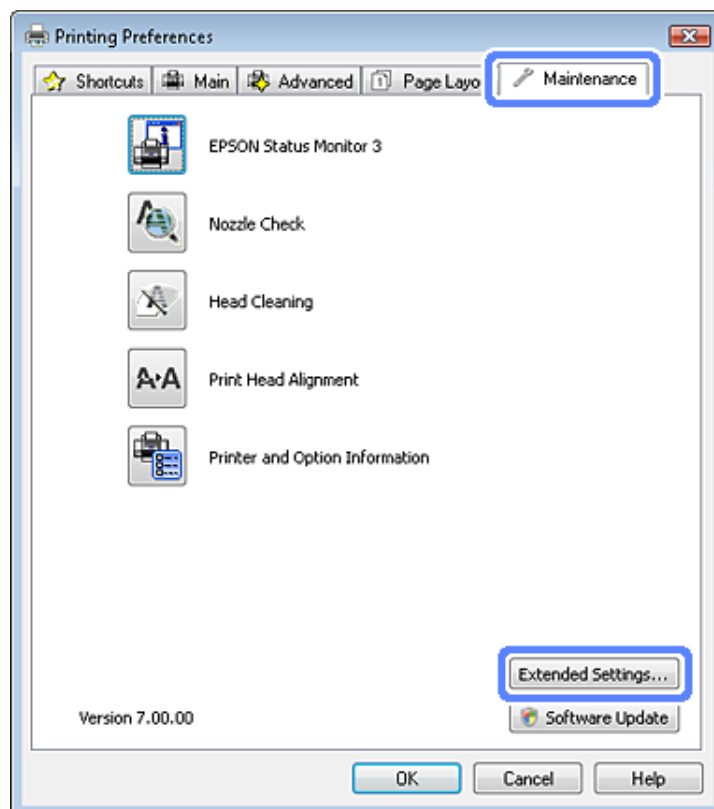 Printing Preferences
Shortcuts Main Advanced 1 Page Layo Maintenance
EPSON Status Monitor 3
Nozzle Check
Head Cleaning
A A Print Head Alignment
Printer and Option Information
Extended Settings...
Version 7.00.00 Software Update
OK Cancel Help